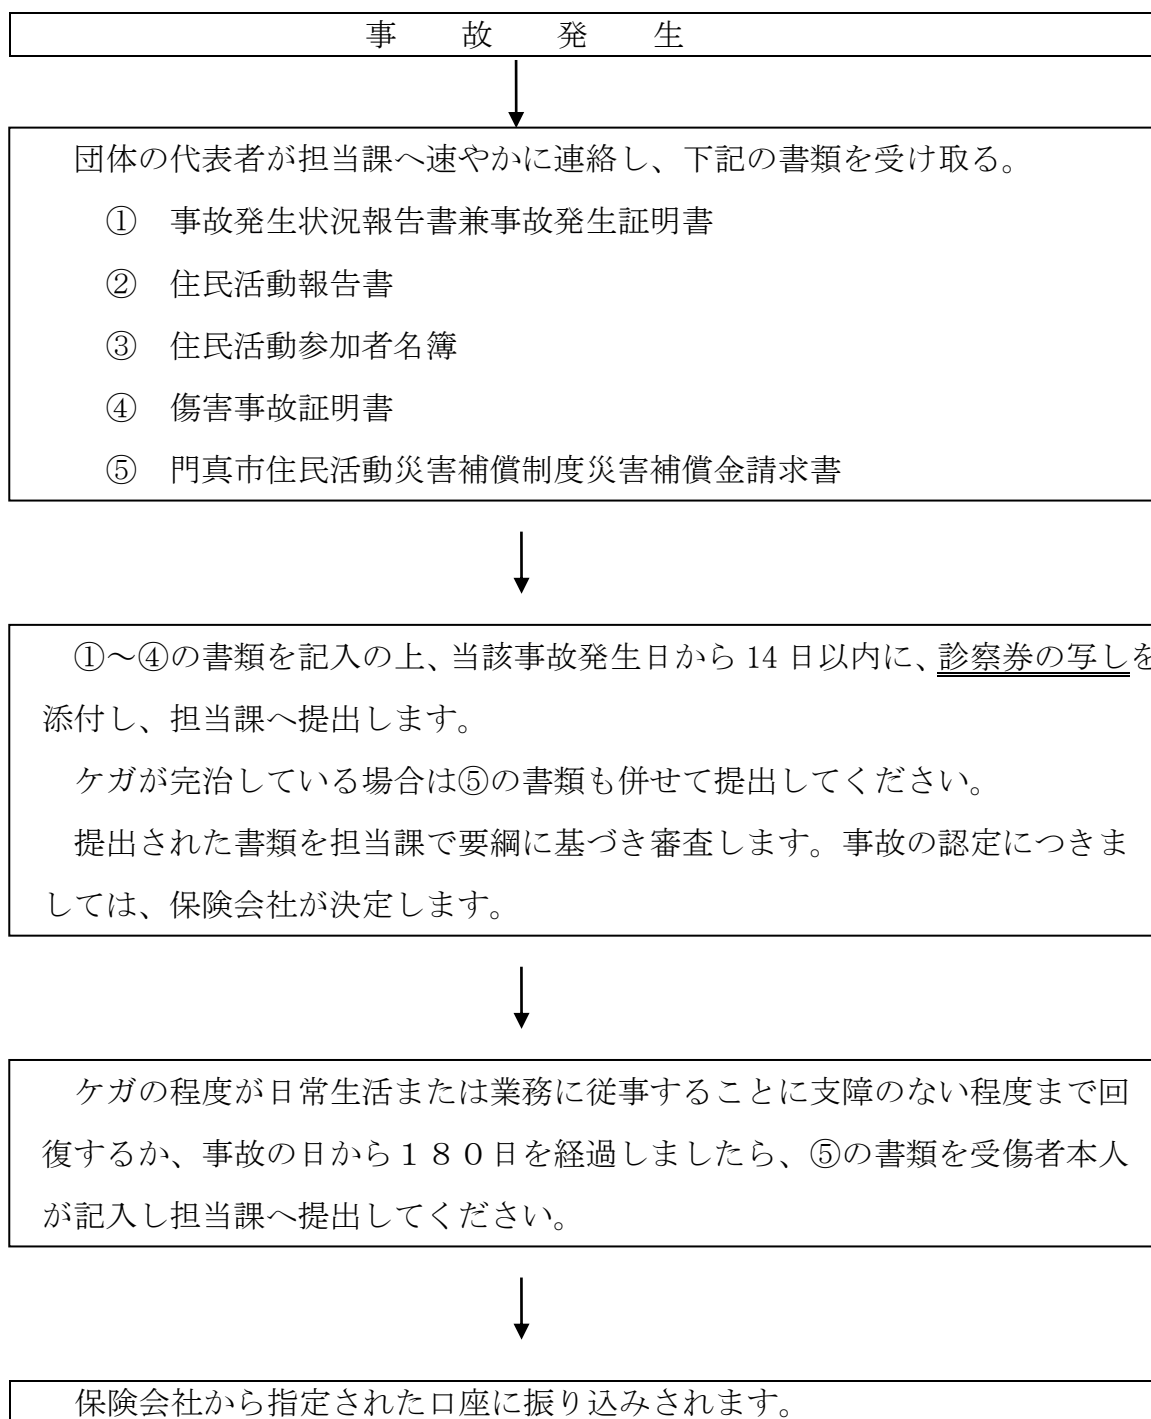 事　故　発　生
団体の代表者が担当課へ速やかに連絡し、下記の書類を受け取る。
①　事故発生状況報告書兼事故発生証明書
②　住民活動報告書
③　住民活動参加者名簿
④　傷害事故証明書
⑤　門真市住民活動災害補償制度災害補償金請求書
①～④の書類を記入の上、当該事故発生日から 14 日以内に、診察券の写しを
添付し、担当課へ提出します。
ケガが完治している場合は⑤の書類も併せて提出してください。
提出された書類を担当課で要綱に基づき審査します。事故の認定につきま
しては、保険会社が決定します。
ケガの程度が日常生活または業務に従事することに支障のない程度まで回
復するか、事故の日から１８０日を経過しましたら、⑤の書類を受傷者本人
が記入し担当課へ提出してください。
保険会社から指定された口座に振り込みされます。